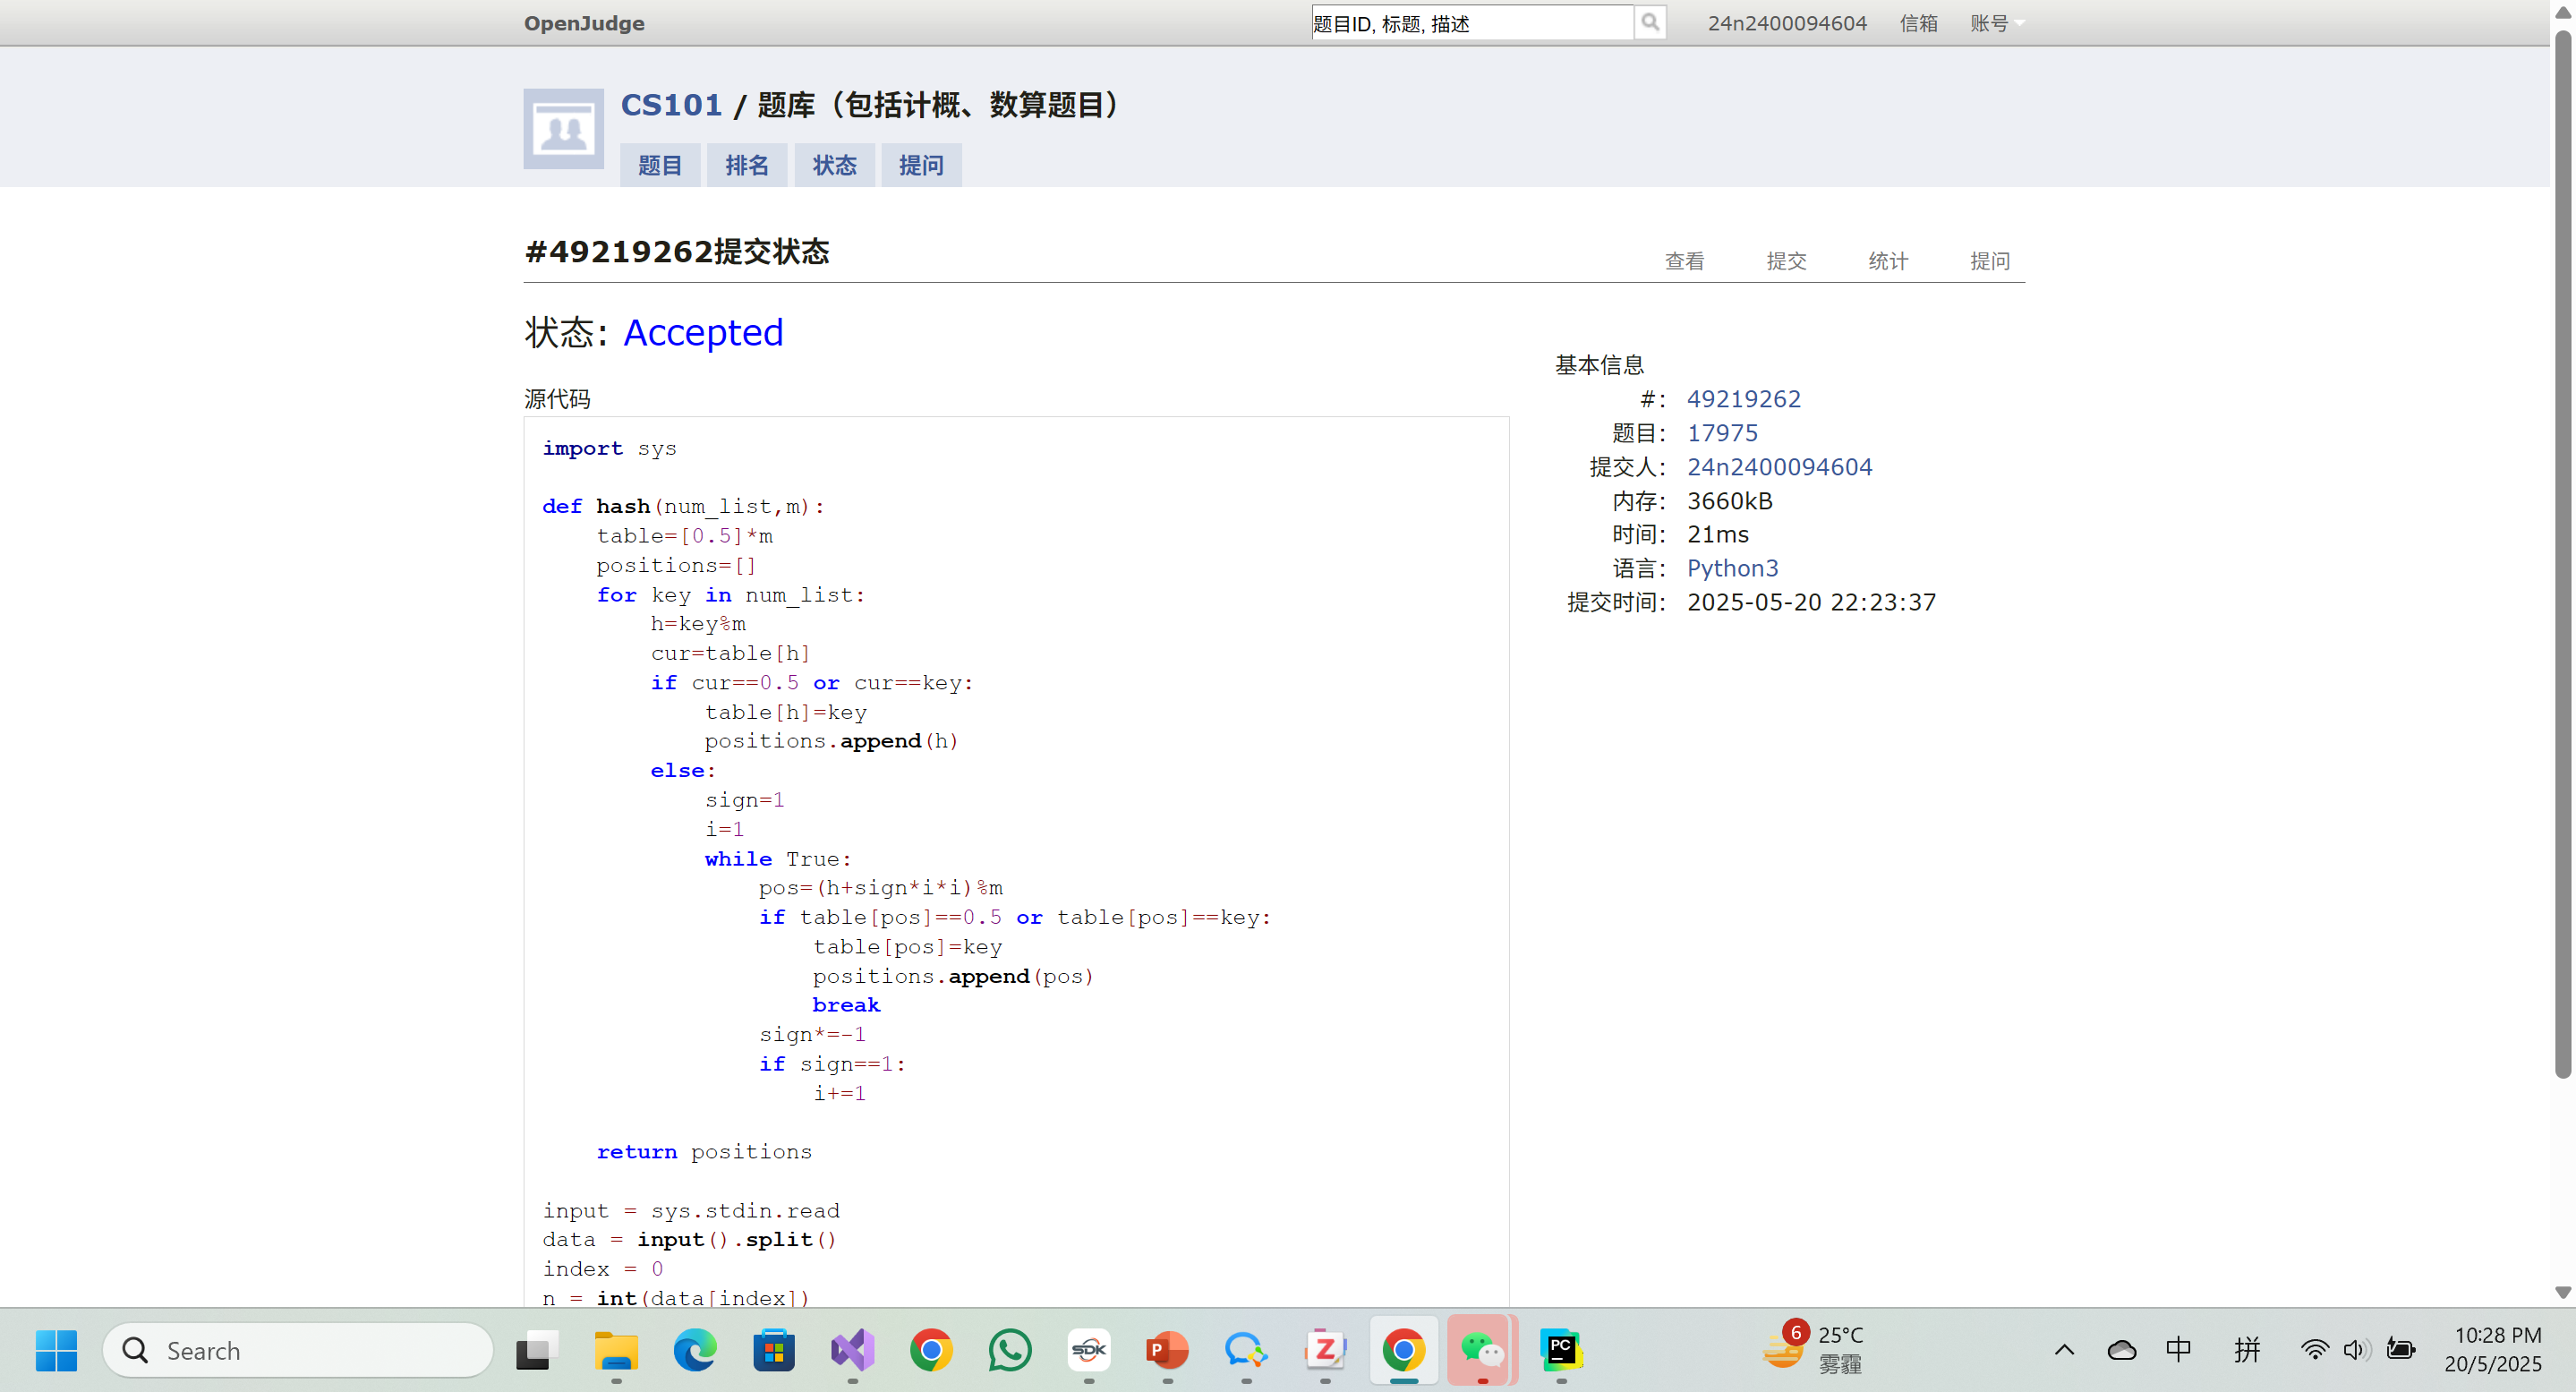 OpenJudge
题目ID, 标题, 描述
24n2400094604 信箱 账号
CS101 / 题库（包括计概、数算题目）
题目 排名 状态 提问
#49219262提交状态
查看 提交 统计 提问
状态: Accepted
源代码
import sys
def hash(num_list,m):
    table=[0.5]*m
    positions=[]
    for key in num_list:
        h=key%m
        cur=table[h]
        if cur==0.5 or cur==key:
            table[h]=key
            positions.append(h)
        else:
            sign=1
            i=1
            while True:
                pos=(h+sign*i*i)%m
                if table[pos]==0.5 or table[pos]==key:
                    table[pos]=key
                    positions.append(pos)
                    break
                sign*=-1
                if sign==1:
                    i+=1
    return positions
input = sys.stdin.read
data = input().split()
index = 0
n = int(data[index])
基本信息
#: 49219262
题目: 17975
提交人: 24n2400094604
内存: 3660kB
时间: 21ms
语言: Python3
提交时间: 2025-05-20 22:23:37
Search
SDK
P
Z
PC
6
25°C
雾霾
中
拼
10:28 PM
20/5/2025